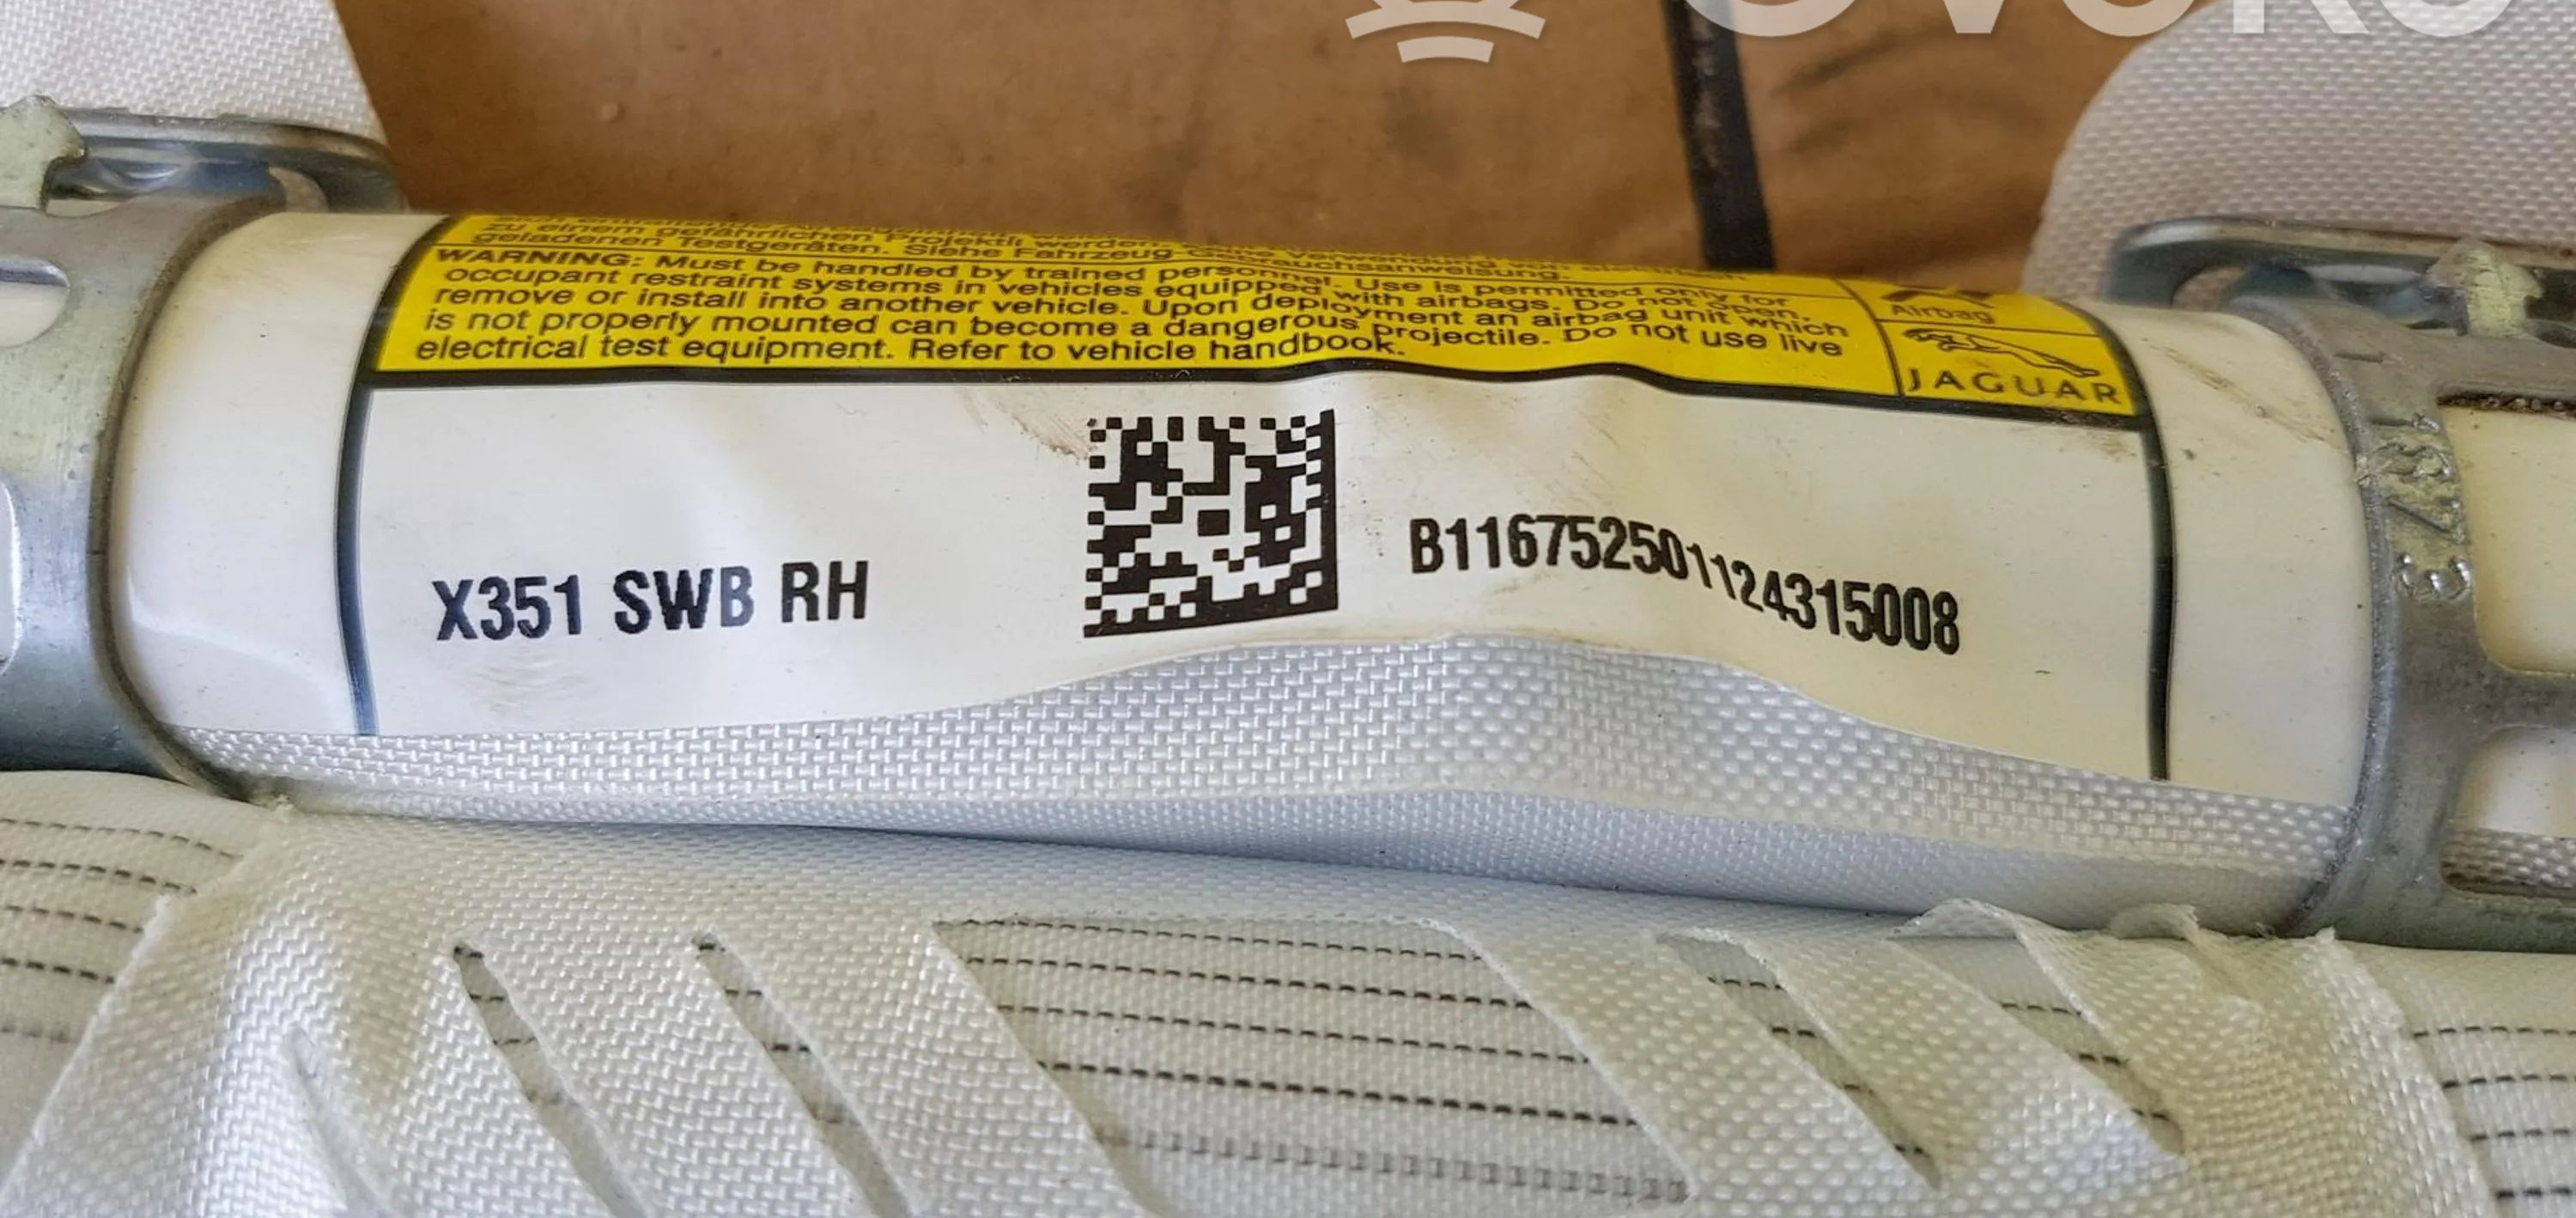 OVOKO
zu einem gefährlichen Projektil werden.
geladenen Testgeräten. Siehe Fahrzeug-Gebrauchsanweisung.
WARNING: Must be handled by trained personnel. Use is permitted only for
occupant restraint systems in vehicles equipped with airbags. Do not open,
remove or install into another vehicle. Upon deployment an airbag unit which
is not properly mounted can become a dangerous projectile. Do not use live
electrical test equipment. Refer to vehicle handbook.
Airbag
JAGUAR
X351 SWB RH
B116752501124315008
73